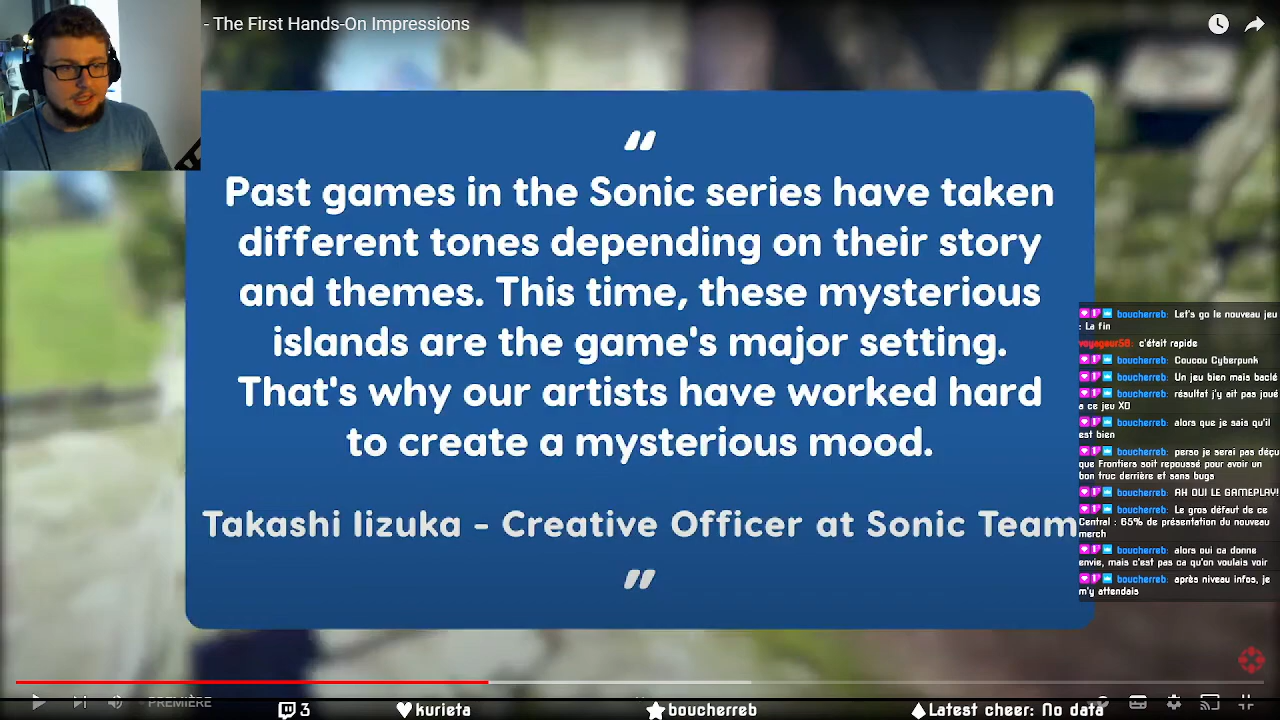 - The First Hands-On Impressions
"
Past games in the Sonic series have taken
different tones depending on their story
and themes. This time, these mysterious
islands are the game's major setting.
That's why our artists have worked hard
to create a mysterious mood.
Takashi Iizuka - Creative Officer at Sonic Team
"
boucherreb: Let's go le nouveau jeu
: La fin
voyageur59: c'était rapide
boucherreb: Coucou Cyberpunk
boucherreb: Un jeu bien mais baclé
boucherreb: résultat j'y ait pas joué
a ce jeu XD
boucherreb: alors que je sais qu'il
est bien
boucherreb: perso je serai pas déçu
que Frontiers soit repoussé pour avoir un
bon truc derrière et sans bugs
boucherreb: AH OUI LE GAMEPLAY!
boucherreb: Le gros défaut de ce
Central : 65% de présentation du nouveau
merch
boucherreb: alors oui ca donne
envie, mais c'est pas ca qu'on voulais voir
boucherreb: après niveau infos, je
m'y attendais
PREMIÈRE
3
kurieta
boucherreb
Latest cheer: No data